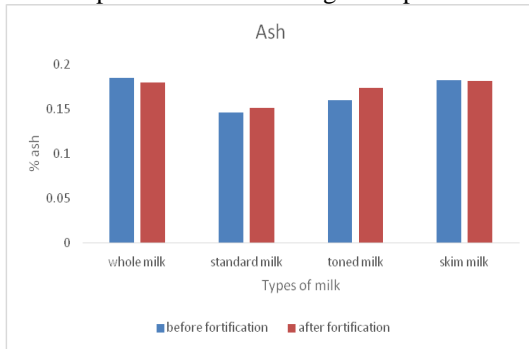 Ash
0.2
0.15
0.1
0.05
0
% ash
whole milk standard milk toned milk skim milk
Types of milk
before fortification after fortification